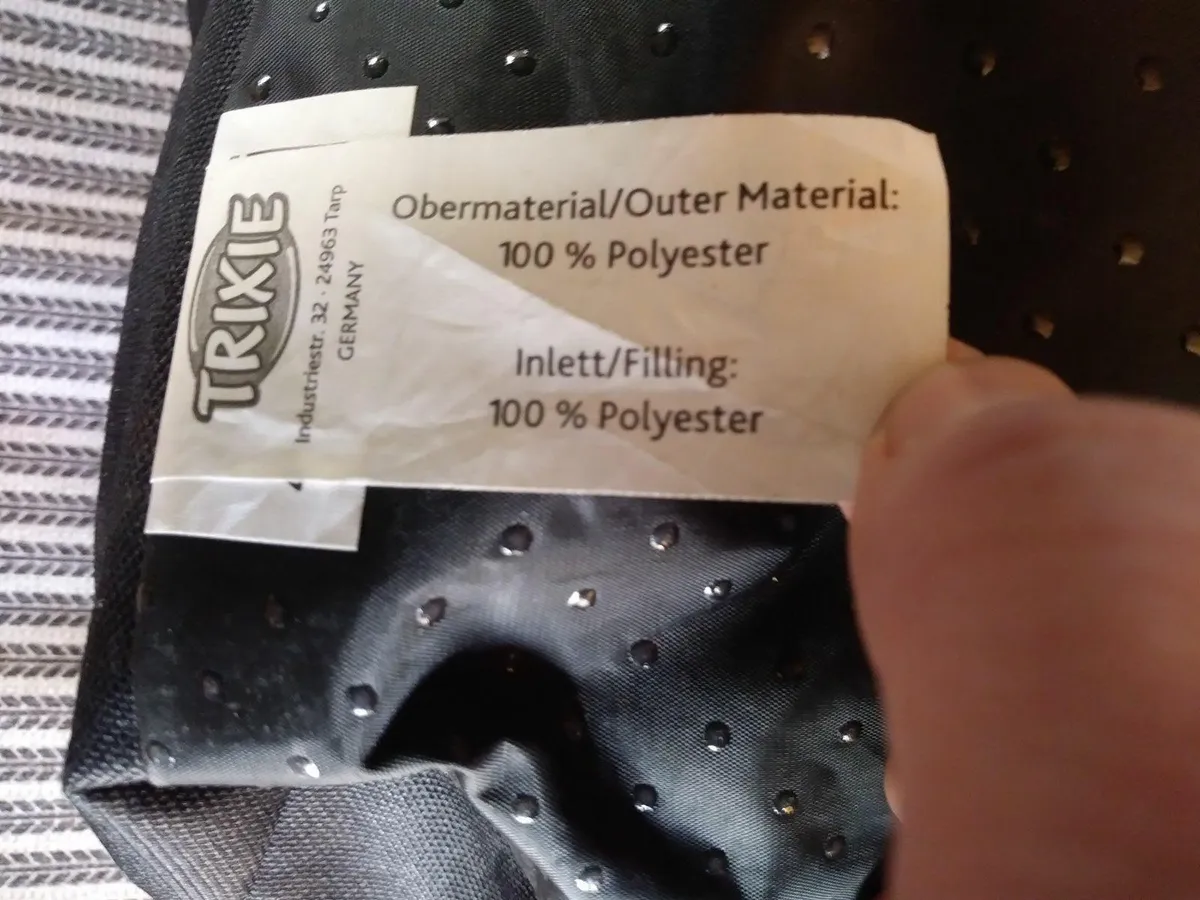 TRIXIE
Industriestr. 32 · 24963 Tarp
GERMANY
Obermaterial/Outer Material:
100 % Polyester
Inlett/Filling:
100 % Polyester